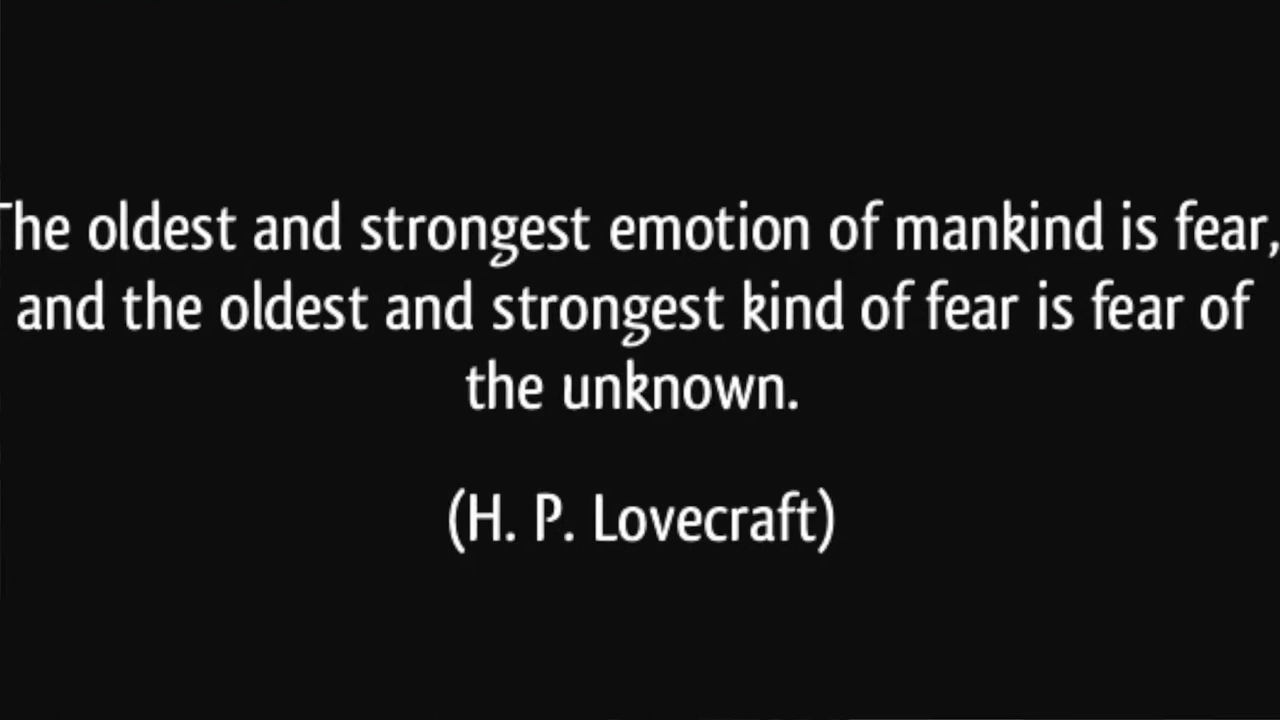 The oldest and strongest emotion of mankind is fear,
and the oldest and strongest kind of fear is fear of
the unknown.
(H. P. Lovecraft)